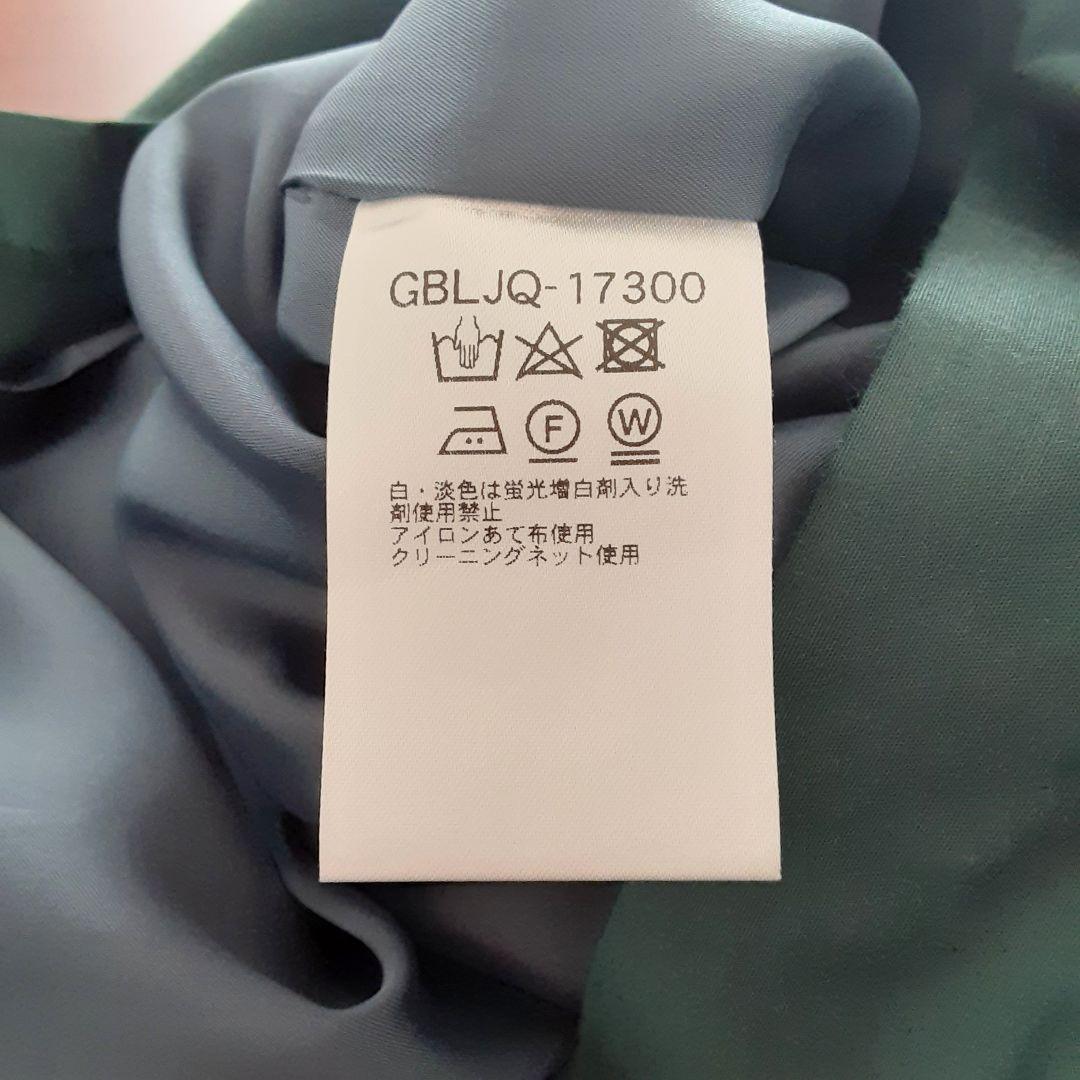 GBLJQ-17300
F W
白・淡色は蛍光増白剤入り洗
剤使用禁止
アイロンあて布使用
クリーニングネット使用